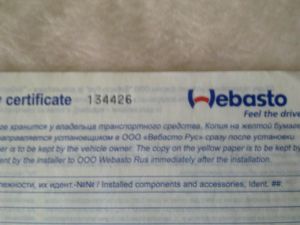 certificate 134426 Webasto
Feel the drive
хранится у владельца транспортного средства. Копия на желтой бумаге
направляется установщиком в ООО «Вебасто Рус» сразу после установки.
is to be kept by the vehicle owner. The copy on the yellow paper is to be kept by
by the installer to OOO Webasto Rus immediately after the installation.
их идент.-№№ / Installed components and accessories, Ident. ##: